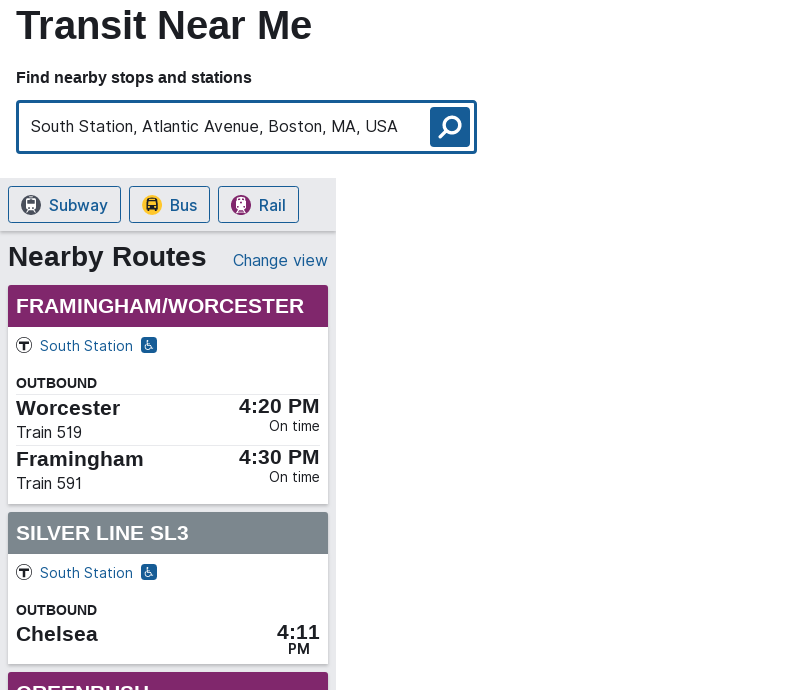 Transit Near Me
Find nearby stops and stations
South Station, Atlantic Avenue, Boston, MA, USA
Subway Bus Rail
Nearby Routes Change view
FRAMINGHAM/WORCESTER
T South Station
OUTBOUND
Worcester 4:20 PM
Train 519 On time
Framingham 4:30 PM
Train 591 On time
SILVER LINE SL3
T South Station
OUTBOUND
Chelsea 4:11
PM
GREENBUSH